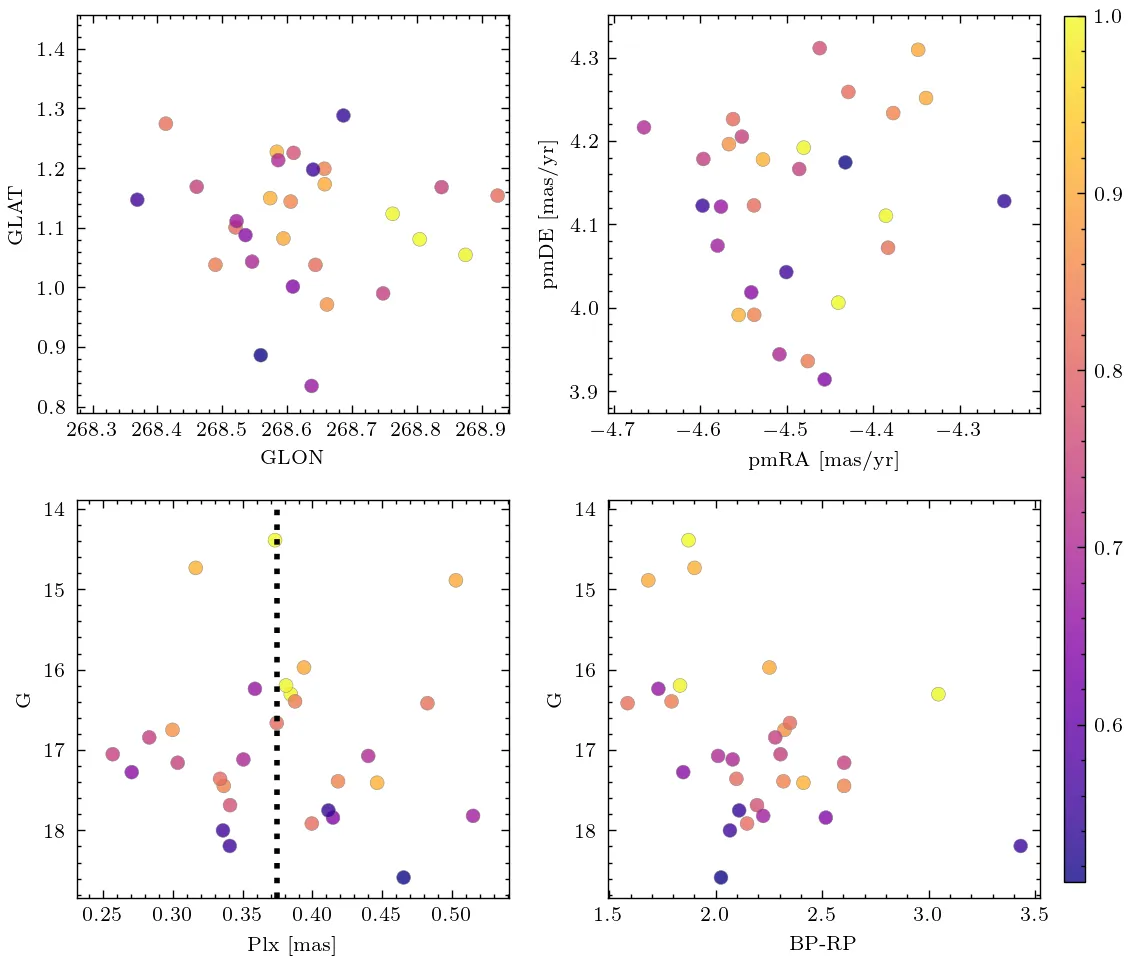 1.4
1.3
1.2
1.1
1.0
0.9
0.8
GLAT
268.3 268.4 268.5 268.6 268.7 268.8 268.9
GLON
4.3
4.2
4.1
4.0
3.9
pmDE [mas/yr]
−4.7 −4.6 −4.5 −4.4 −4.3
pmRA [mas/yr]
14
15
16
17
18
G
0.25 0.30 0.35 0.40 0.45 0.50
Plx [mas]
14
15
16
17
18
G
1.5 2.0 2.5 3.0 3.5
BP-RP
1.0
0.9
0.8
0.7
0.6